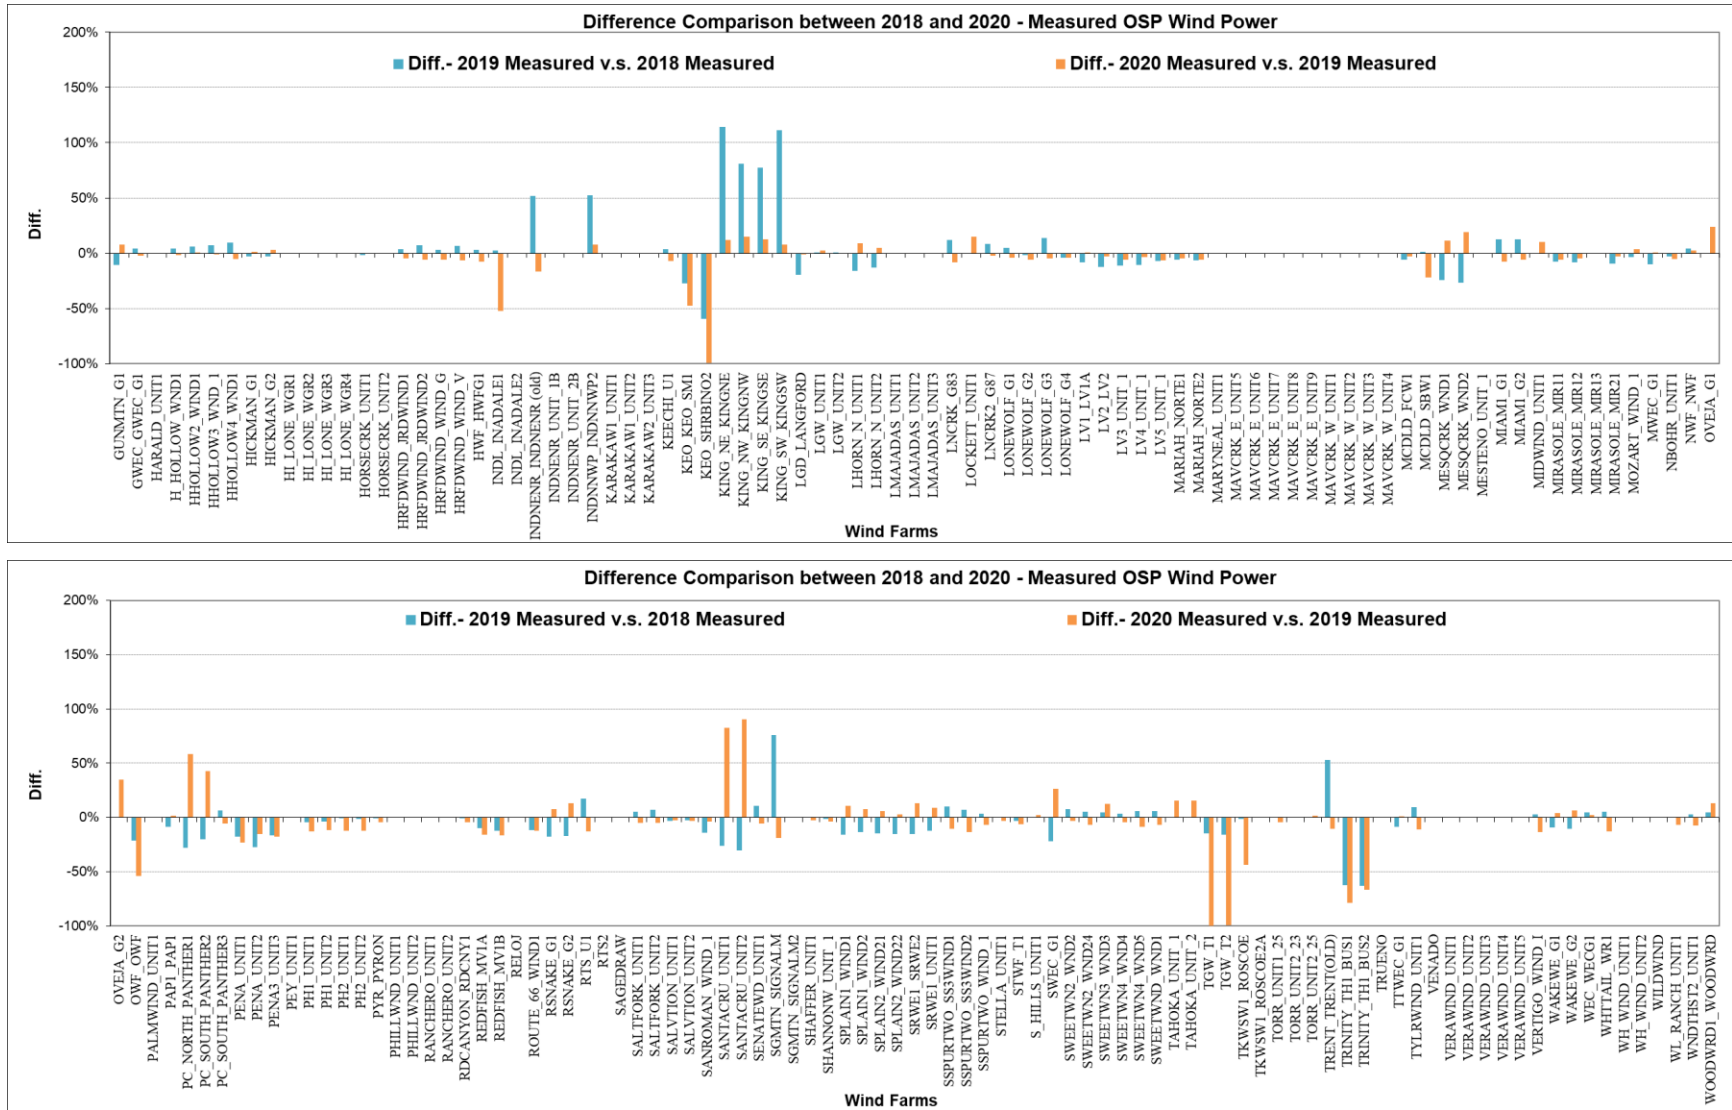 Difference Comparison between 2018 and 2020 - Measured OSP Wind Power
200%
150%
100%
50%
0%
-50%
-100%
Diff.
Diff.- 2019 Measured v.s. 2018 Measured
Diff.- 2020 Measured v.s. 2019 Measured
GUNMTN_G1
GWEC_GWEC_G1
HARALD_UNIT1
H_HOLLOW_WND1
HHOLLOW2_WIND1
HHOLLOW3_WND_1
HHOLLOW4_WND1
HICKMAN_G1
HICKMAN_G2
HI_LONE_WGR1
HI_LONE_WGR2
HI_LONE_WGR3
HI_LONE_WGR4
HORSECRK_UNIT1
HORSECRK_UNIT2
HRFDWIND_JRDWIND1
HRFDWIND_JRDWIND2
HRFDWIND_WIND_G
HRFDWIND_WIND_V
HWF_HWFG1
INDL_INADALE1
INDL_INADALE2
INDNENR_INDNENR (old)
INDNENR_UNIT_1B
INDNENR_UNIT_2B
INDNNWP_INDNNWP2
KARAKAW1_UNIT1
KARAKAW1_UNIT2
KARAKAW2_UNIT3
KEECHI_U1
KEO_KEO_SM1
KEO_SHRBINO2
KING_NE_KINGNE
KING_NW_KINGNW
KING_SE_KINGSE
KING_SW_KINGSW
LGD_LANGFORD
LGW_UNIT1
LGW_UNIT2
LHORN_N_UNIT1
LHORN_N_UNIT2
LMAJADAS_UNIT1
LMAJADAS_UNIT2
LMAJADAS_UNIT3
LNCRK_G83
LOCKETT_UNIT1
LNCRK2_G87
LONEWOLF_G1
LONEWOLF_G2
LONEWOLF_G3
LONEWOLF_G4
LV1_LV1A
LV2_LV2
LV3_UNIT_1
LV4_UNIT_1
LV5_UNIT_1
MARIAH_NORTE1
MARIAH_NORTE2
MARYNEAL_UNIT1
MAVCRK_E_UNIT5
MAVCRK_E_UNIT6
MAVCRK_E_UNIT7
MAVCRK_E_UNIT8
MAVCRK_E_UNIT9
MAVCRK_W_UNIT1
MAVCRK_W_UNIT2
MAVCRK_W_UNIT3
MAVCRK_W_UNIT4
MCDLD_FCW1
MCDLD_SBW1
MESQCRK_WND1
MESQCRK_WND2
MESTENO_UNIT_1
MIAM1_G1
MIAM1_G2
MIDWIND_UNIT1
MIRASOLE_MIR11
MIRASOLE_MIR12
MIRASOLE_MIR13
MIRASOLE_MIR21
MOZART_WIND_1
MWEC_G1
NBOHR_UNIT1
NWF_NWF
OVEJA_G1
Wind Farms
Difference Comparison between 2018 and 2020 - Measured OSP Wind Power
200%
150%
100%
50%
0%
-50%
-100%
Diff.
Diff.- 2019 Measured v.s. 2018 Measured
Diff.- 2020 Measured v.s. 2019 Measured
OVEJA_G2
OWF_OWF
PALMWIND_UNIT1
PAP1_PAP1
PC_NORTH_PANTHER1
PC_SOUTH_PANTHER2
PC_SOUTH_PANTHER3
PENA_UNIT1
PENA_UNIT2
PENA3_UNIT3
PEY_UNIT1
PH1_UNIT1
PH1_UNIT2
PH2_UNIT1
PH2_UNIT2
PYR_PYRON
PHILLWND_UNIT1
PHILLWND_UNIT2
RANCHERO_UNIT1
RANCHERO_UNIT2
RDCANYON_RDCNY1
REDFISH_MV1A
REDFISH_MV1B
RELOJ
ROUTE_66_WIND1
RSNAKE_G1
RSNAKE_G2
RTS_U1
RTS2
SAGEDRAW
SALTFORK_UNIT1
SALTFORK_UNIT2
SALVTION_UNIT1
SALVTION_UNIT2
SANROMAN_WIND_1
SANTACRU_UNIT1
SANTACRU_UNIT2
SENATEWD_UNIT1
SGMTN_SIGNALM
SGMTN_SIGNALM2
SHAFFER_UNIT1
SHANNONW_UNIT_1
SPLAIN1_WIND1
SPLAIN1_WIND2
SPLAIN2_WIND21
SPLAIN2_WIND22
SRWE1_SRWE2
SRWE1_UNIT1
SSPURTWO_SS3WIND1
SSPURTWO_SS3WIND2
SSPURTWO_WIND_1
STELLA_UNIT1
STWF_T1
S_HILLS_UNIT1
SWEC_G1
SWEETWN2_WND2
SWEETWN2_WND24
SWEETWN3_WND3
SWEETWN4_WND4
SWEETWN4_WND5
SWEETWND_WND1
TAHOKA_UNIT_1
TAHOKA_UNIT_2
TGW_T1
TGW_T2
TKWSW1_ROSCOE
TKWSW1_ROSCOE2A
TORR_UNIT1_25
TORR_UNIT2_23
TORR_UNIT2_25
TRENT_TRENT(OLD)
TRINITY_TH1_BUS1
TRINITY_TH1_BUS2
TRUENO
TTWEC_G1
TYLRWIND_UNIT1
VENADO
VERAWIND_UNIT1
VERAWIND_UNIT2
VERAWIND_UNIT3
VERAWIND_UNIT4
VERAWIND_UNIT5
VERTIGO_WIND_I
WAKEWE_G1
WAKEWE_G2
WEC_WECG1
WHTTAIL_WR1
WH_WIND_UNIT1
WH_WIND_UNIT2
WILDWIND
WL_RANCH_UNIT1
WNDTHST2_UNIT1
WOODWRD1_WOODWRD
Wind Farms